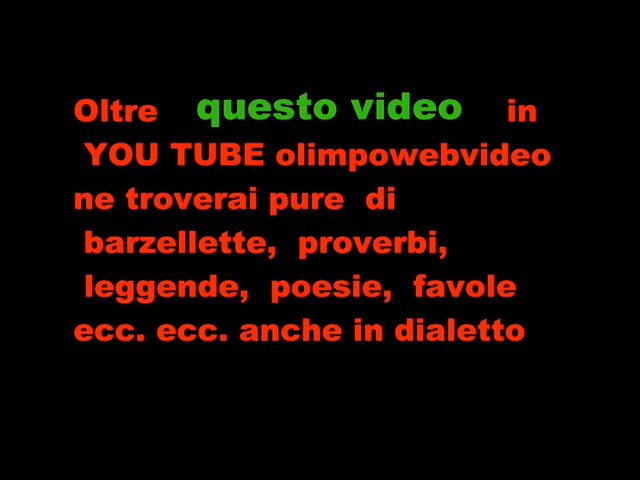 Oltre questo video in
YOU TUBE olimpowebvideo
ne troverai pure di
barzellette, proverbi,
leggende, poesie, favole
ecc. ecc. anche in dialetto